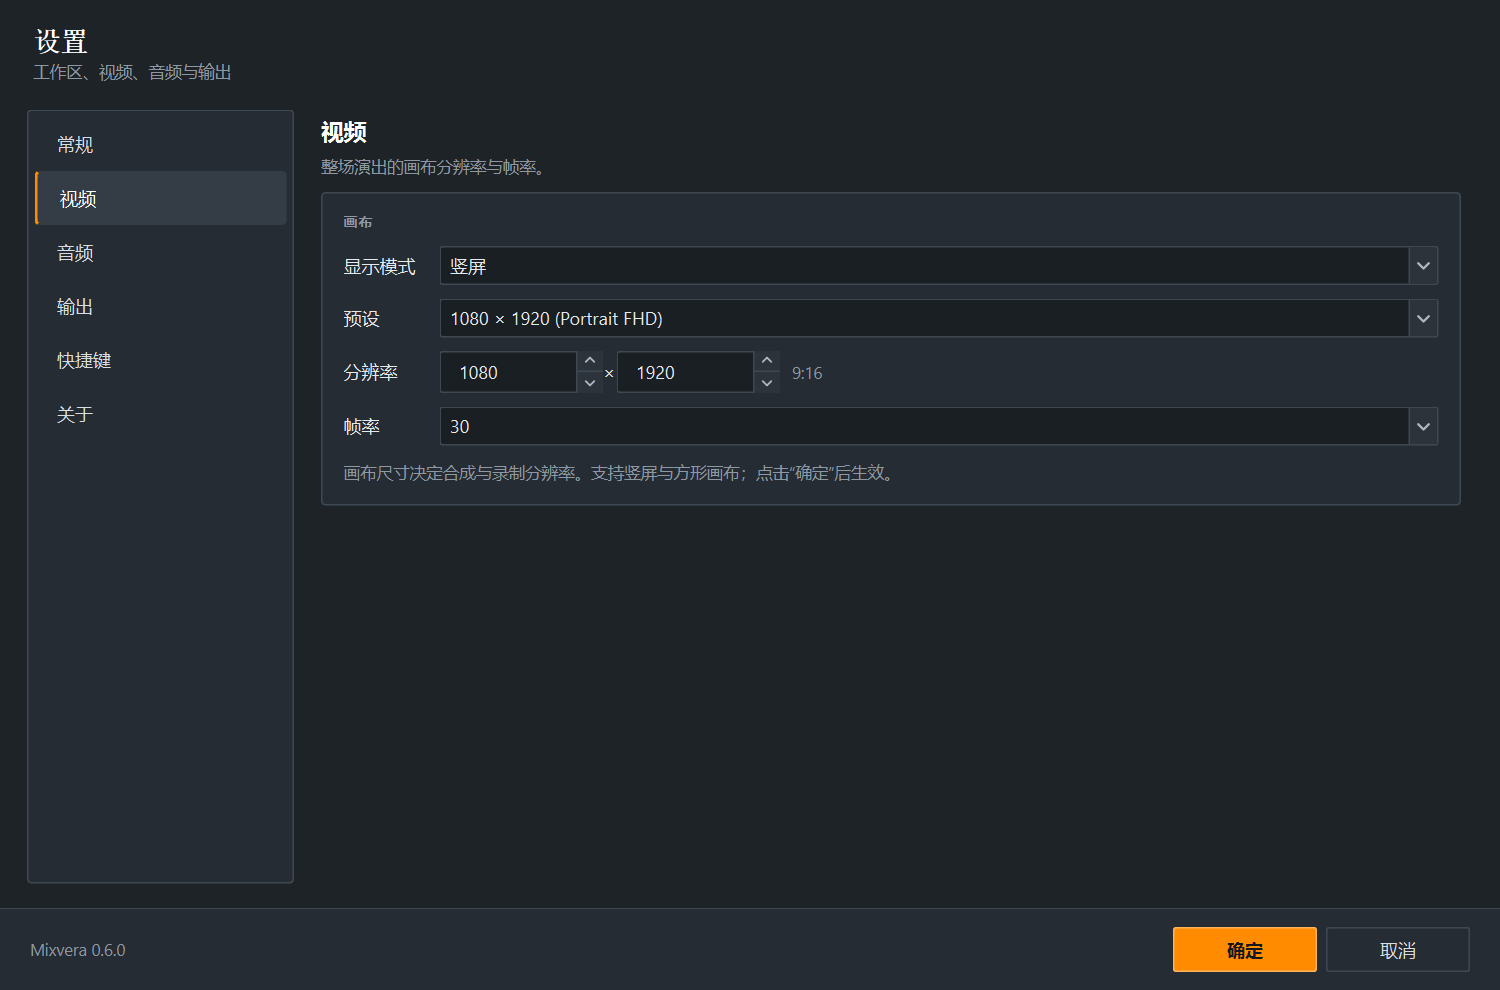 设置
工作区、视频、音频与输出
常规
视频
音频
输出
快捷键
关于
视频
整场演出的画布分辨率与帧率。
画布
显示模式 竖屏
预设 1080 × 1920 (Portrait FHD)
分辨率 1080 × 1920 9:16
帧率 30
画布尺寸决定合成与录制分辨率。支持竖屏与方形画布；点击“确定”后生效。
Mixvera 0.6.0
确定
取消